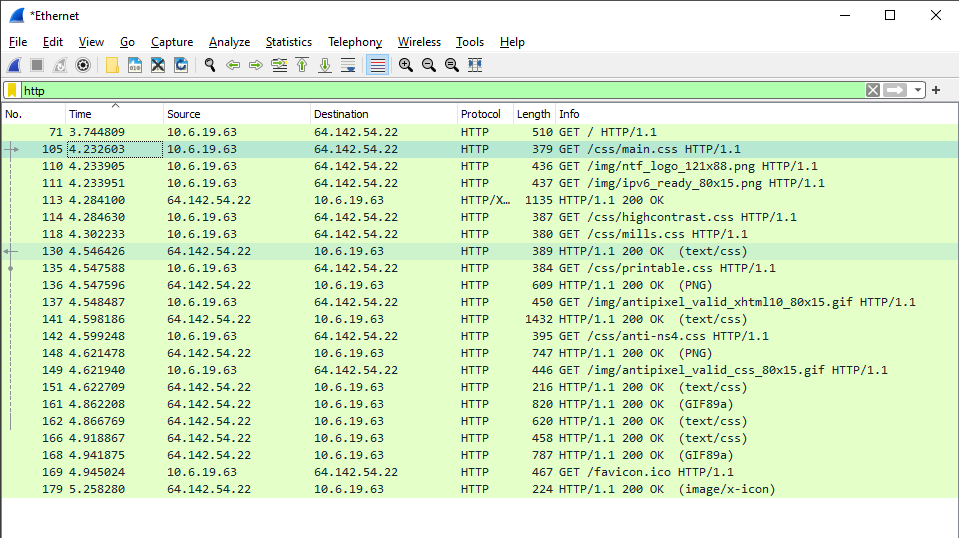 *Ethernet
File Edit View Go Capture Analyze Statistics Telephony Wireless Tools Help
http
No. Time Source Destination Protocol Length Info
71 3.744809 10.6.19.63 64.142.54.22 HTTP 510 GET / HTTP/1.1
105 4.232603 10.6.19.63 64.142.54.22 HTTP 379 GET /css/main.css HTTP/1.1
110 4.233905 10.6.19.63 64.142.54.22 HTTP 436 GET /img/ntf_logo_121x88.png HTTP/1.1
111 4.233951 10.6.19.63 64.142.54.22 HTTP 437 GET /img/ipv6_ready_80x15.png HTTP/1.1
113 4.284100 64.142.54.22 10.6.19.63 HTTP/X… 1135 HTTP/1.1 200 OK
114 4.284630 10.6.19.63 64.142.54.22 HTTP 387 GET /css/highcontrast.css HTTP/1.1
118 4.302233 10.6.19.63 64.142.54.22 HTTP 380 GET /css/mills.css HTTP/1.1
130 4.546426 64.142.54.22 10.6.19.63 HTTP 389 HTTP/1.1 200 OK (text/css)
135 4.547588 10.6.19.63 64.142.54.22 HTTP 384 GET /css/printable.css HTTP/1.1
136 4.547596 64.142.54.22 10.6.19.63 HTTP 609 HTTP/1.1 200 OK (PNG)
137 4.548487 10.6.19.63 64.142.54.22 HTTP 450 GET /img/antipixel_valid_xhtml10_80x15.gif HTTP/1.1
141 4.598186 64.142.54.22 10.6.19.63 HTTP 1432 HTTP/1.1 200 OK (text/css)
142 4.599248 10.6.19.63 64.142.54.22 HTTP 395 GET /css/anti-ns4.css HTTP/1.1
148 4.621478 64.142.54.22 10.6.19.63 HTTP 747 HTTP/1.1 200 OK (PNG)
149 4.621940 10.6.19.63 64.142.54.22 HTTP 446 GET /img/antipixel_valid_css_80x15.gif HTTP/1.1
151 4.622709 64.142.54.22 10.6.19.63 HTTP 216 HTTP/1.1 200 OK (text/css)
161 4.862208 64.142.54.22 10.6.19.63 HTTP 820 HTTP/1.1 200 OK (GIF89a)
162 4.866769 64.142.54.22 10.6.19.63 HTTP 620 HTTP/1.1 200 OK (text/css)
166 4.918867 64.142.54.22 10.6.19.63 HTTP 458 HTTP/1.1 200 OK (text/css)
168 4.941875 64.142.54.22 10.6.19.63 HTTP 787 HTTP/1.1 200 OK (GIF89a)
169 4.945024 10.6.19.63 64.142.54.22 HTTP 467 GET /favicon.ico HTTP/1.1
179 5.258280 64.142.54.22 10.6.19.63 HTTP 224 HTTP/1.1 200 OK (image/x-icon)